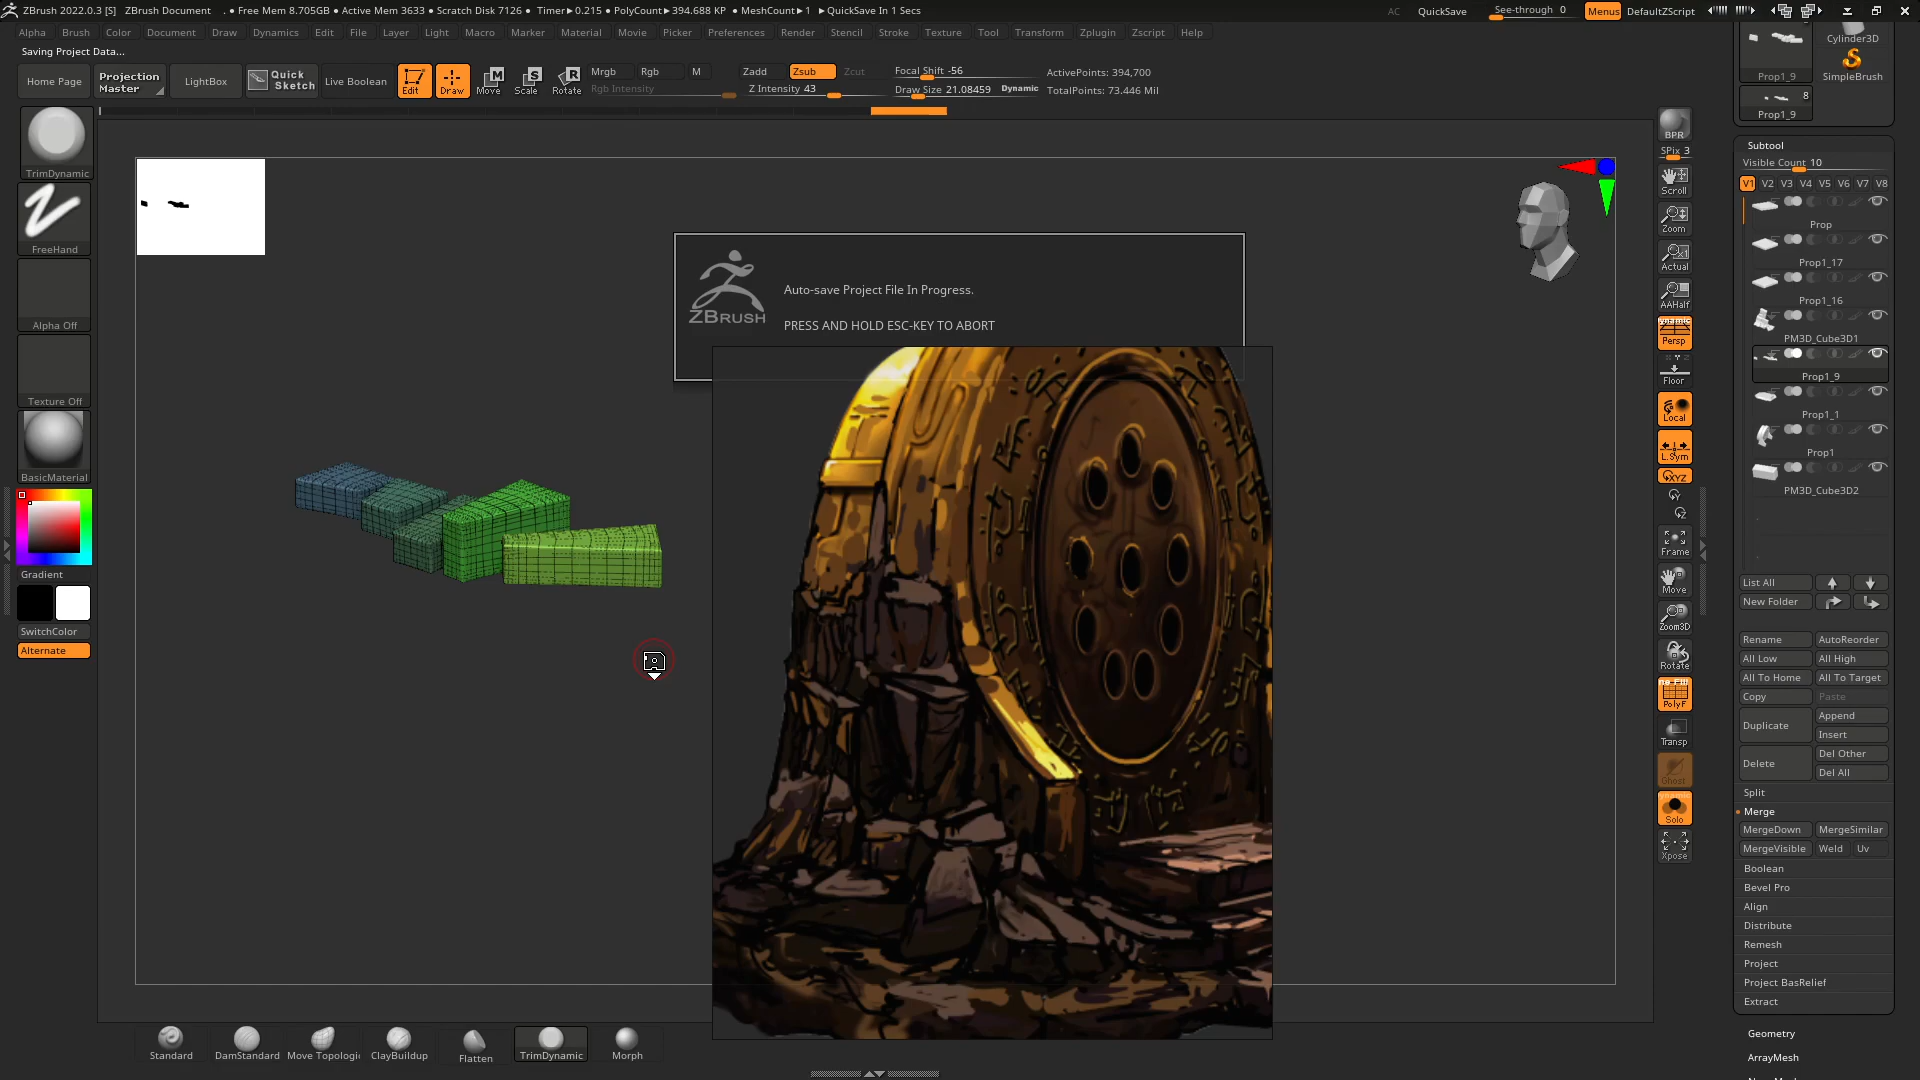 ZBrush 2022.0.3 [S] ZBrush Document . • Free Mem 8.705GB • Active Mem 3633 • Scratch Disk 7126 • Timer▶0.215 • PolyCount▶394.688 KP • MeshCount▶1 ▶QuickSave In 1 Secs AC QuickSave See-through 0 Menus DefaultZScript
Alpha Brush Color Document Draw Dynamics Edit File Layer Light Macro Marker Material Movie Picker Preferences Render Stencil Stroke Texture Tool Transform Zplugin Zscript Help
Saving Project Data...
Home Page
Projection Master
LightBox
Quick Sketch
Live Boolean
Edit
Draw
Move
Scale
Rotate
Mrgb Rgb M
Rgb Intensity
Zadd Zsub Zcut
Z Intensity 43
Focal Shift -56
Draw Size 21.08459 Dynamic
ActivePoints: 394,700
TotalPoints: 73.446 Mil
TrimDynamic
FreeHand
Alpha Off
Texture Off
BasicMaterial
Gradient
SwitchColor
Alternate
ZBRUSH
Auto-save Project File In Progress.
PRESS AND HOLD ESC-KEY TO ABORT
Standard
DamStandard
Move Topologic
ClayBuildup
Flatten
TrimDynamic
Morph
BPR
SPix 3
Scroll
Zoom
Actual
AAHalf
Persp
Floor
Local
L.Sym
XYZ
Frame
Move
Zoom3D
Rotate
PolyF
Transp
Ghost
Solo
Xpose
Cylinder3D
Prop1_9
SimpleBrush
8
Prop1_9
Subtool
Visible Count 10
V1 V2 V3 V4 V5 V6 V7 V8
Prop
Prop1_17
Prop1_16
PM3D_Cube3D1
Prop1_9
Prop1_1
Prop1
PM3D_Cube3D2
List All
New Folder
Rename AutoReorder
All Low All High
All To Home All To Target
Copy Paste
Duplicate Append
Insert
Delete Del Other
Del All
Split
Merge
MergeDown MergeSimilar
MergeVisible Weld Uv
Boolean
Bevel Pro
Align
Distribute
Remesh
Project
Project BasRelief
Extract
Geometry
ArrayMesh